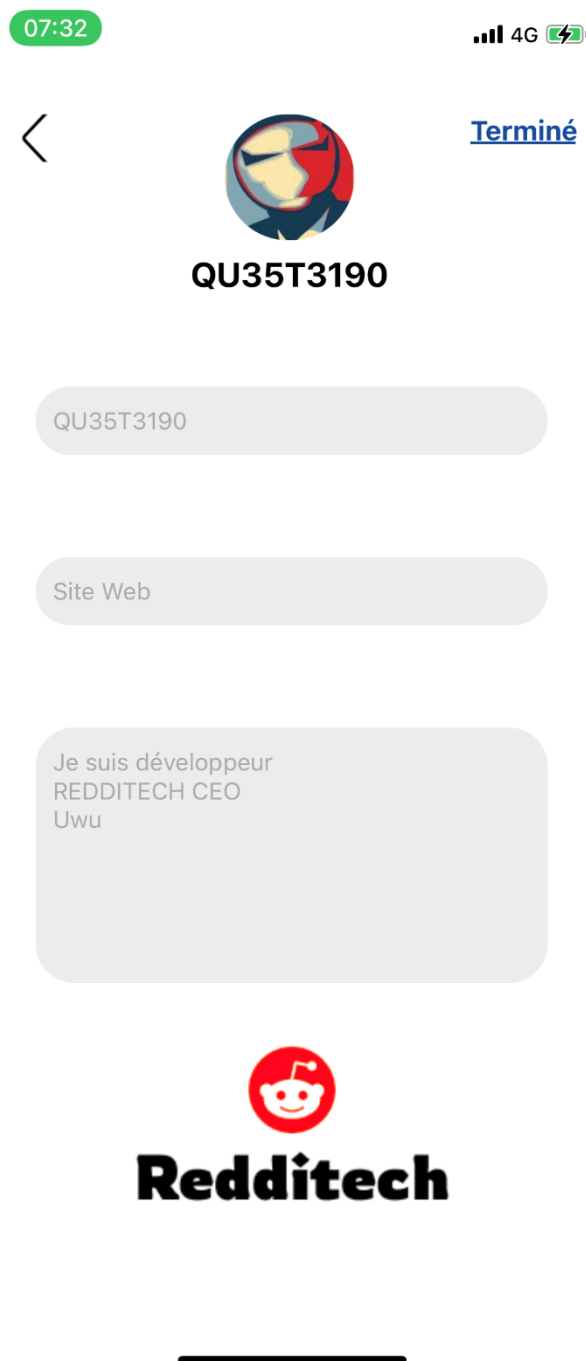 07:32
4G
Terminé
QU35T3190
QU35T3190
Site Web
Je suis développeur
REDDITECH CEO
Uwu
Redditech